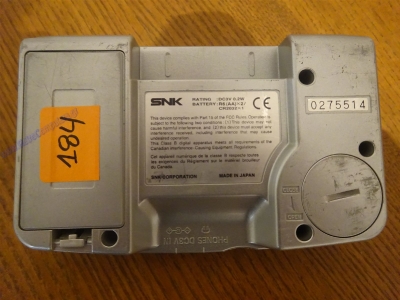 SNK
RATING : DC3V 0.2W
BATTERY : R6 (AA)×2/
CR2032×1
CE
This device complies with Part 15 of the FCC Rules. Operation is
subject to the following two conditions: (1) This device may not
cause harmful interference, and (2) this device must accept any
interference received, including interference that may cause
undesired operation.
This Class B digital apparatus meets all requirements of the
Canadian Interference-Causing Equipment Regulations.
Cet appareil numérique de la classe B respecte toutes les
exigences du Règlement sur le matériel brouilleur
du Canada.
SNK CORPORATION MADE IN JAPAN
0275514
184
PHONES DC3V IN